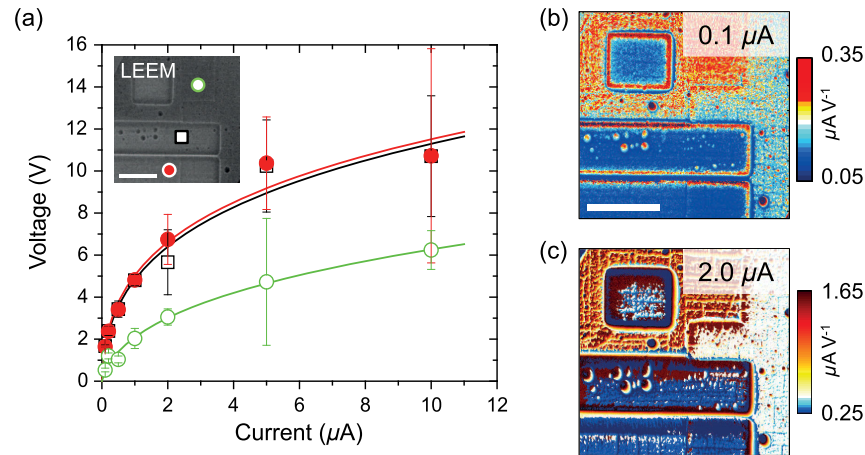 (a)
16
14
12
10
8
6
4
2
0
Voltage (V)
LEEM
0 2 4 6 8 10 12
Current (µA)
(b)
0.1 µA
0.35
µA V⁻¹
0.05
(c)
2.0 µA
1.65
µA V⁻¹
0.25